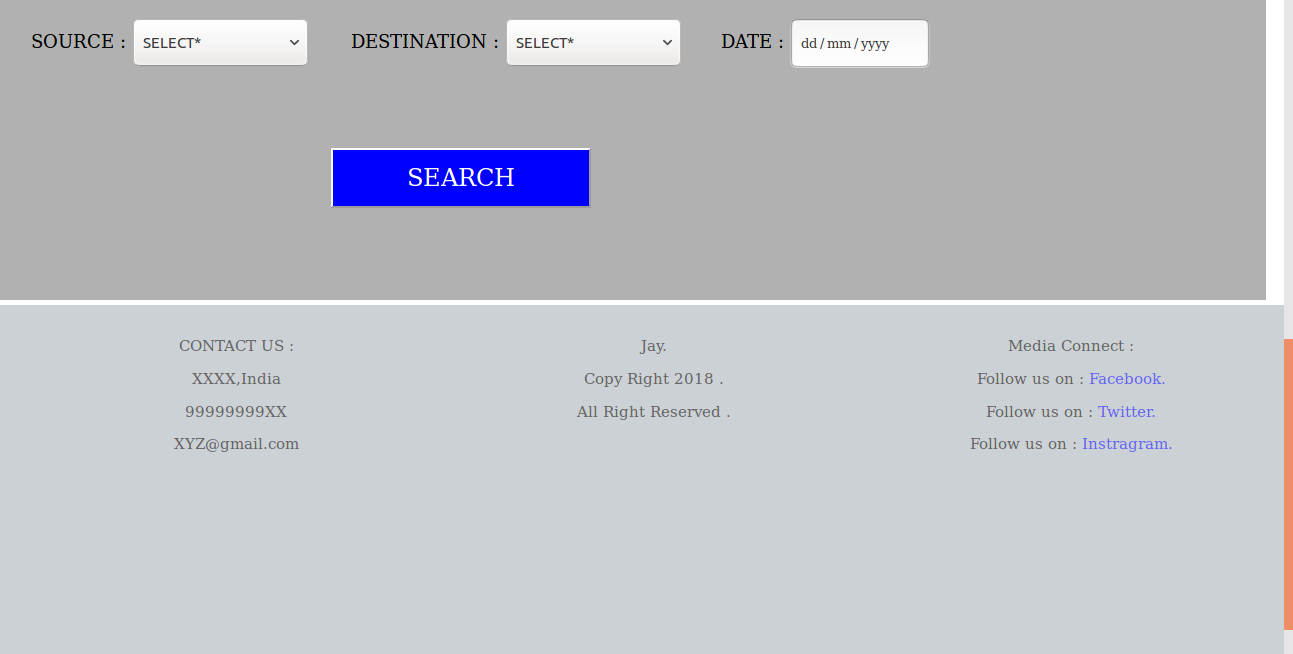 SOURCE : SELECT* DESTINATION : SELECT* DATE : dd / mm / yyyy
SEARCH
CONTACT US :
XXXX,India
99999999XX
XYZ@gmail.com
Jay.
Copy Right 2018 .
All Right Reserved .
Media Connect :
Follow us on : Facebook.
Follow us on : Twitter.
Follow us on : Instragram.